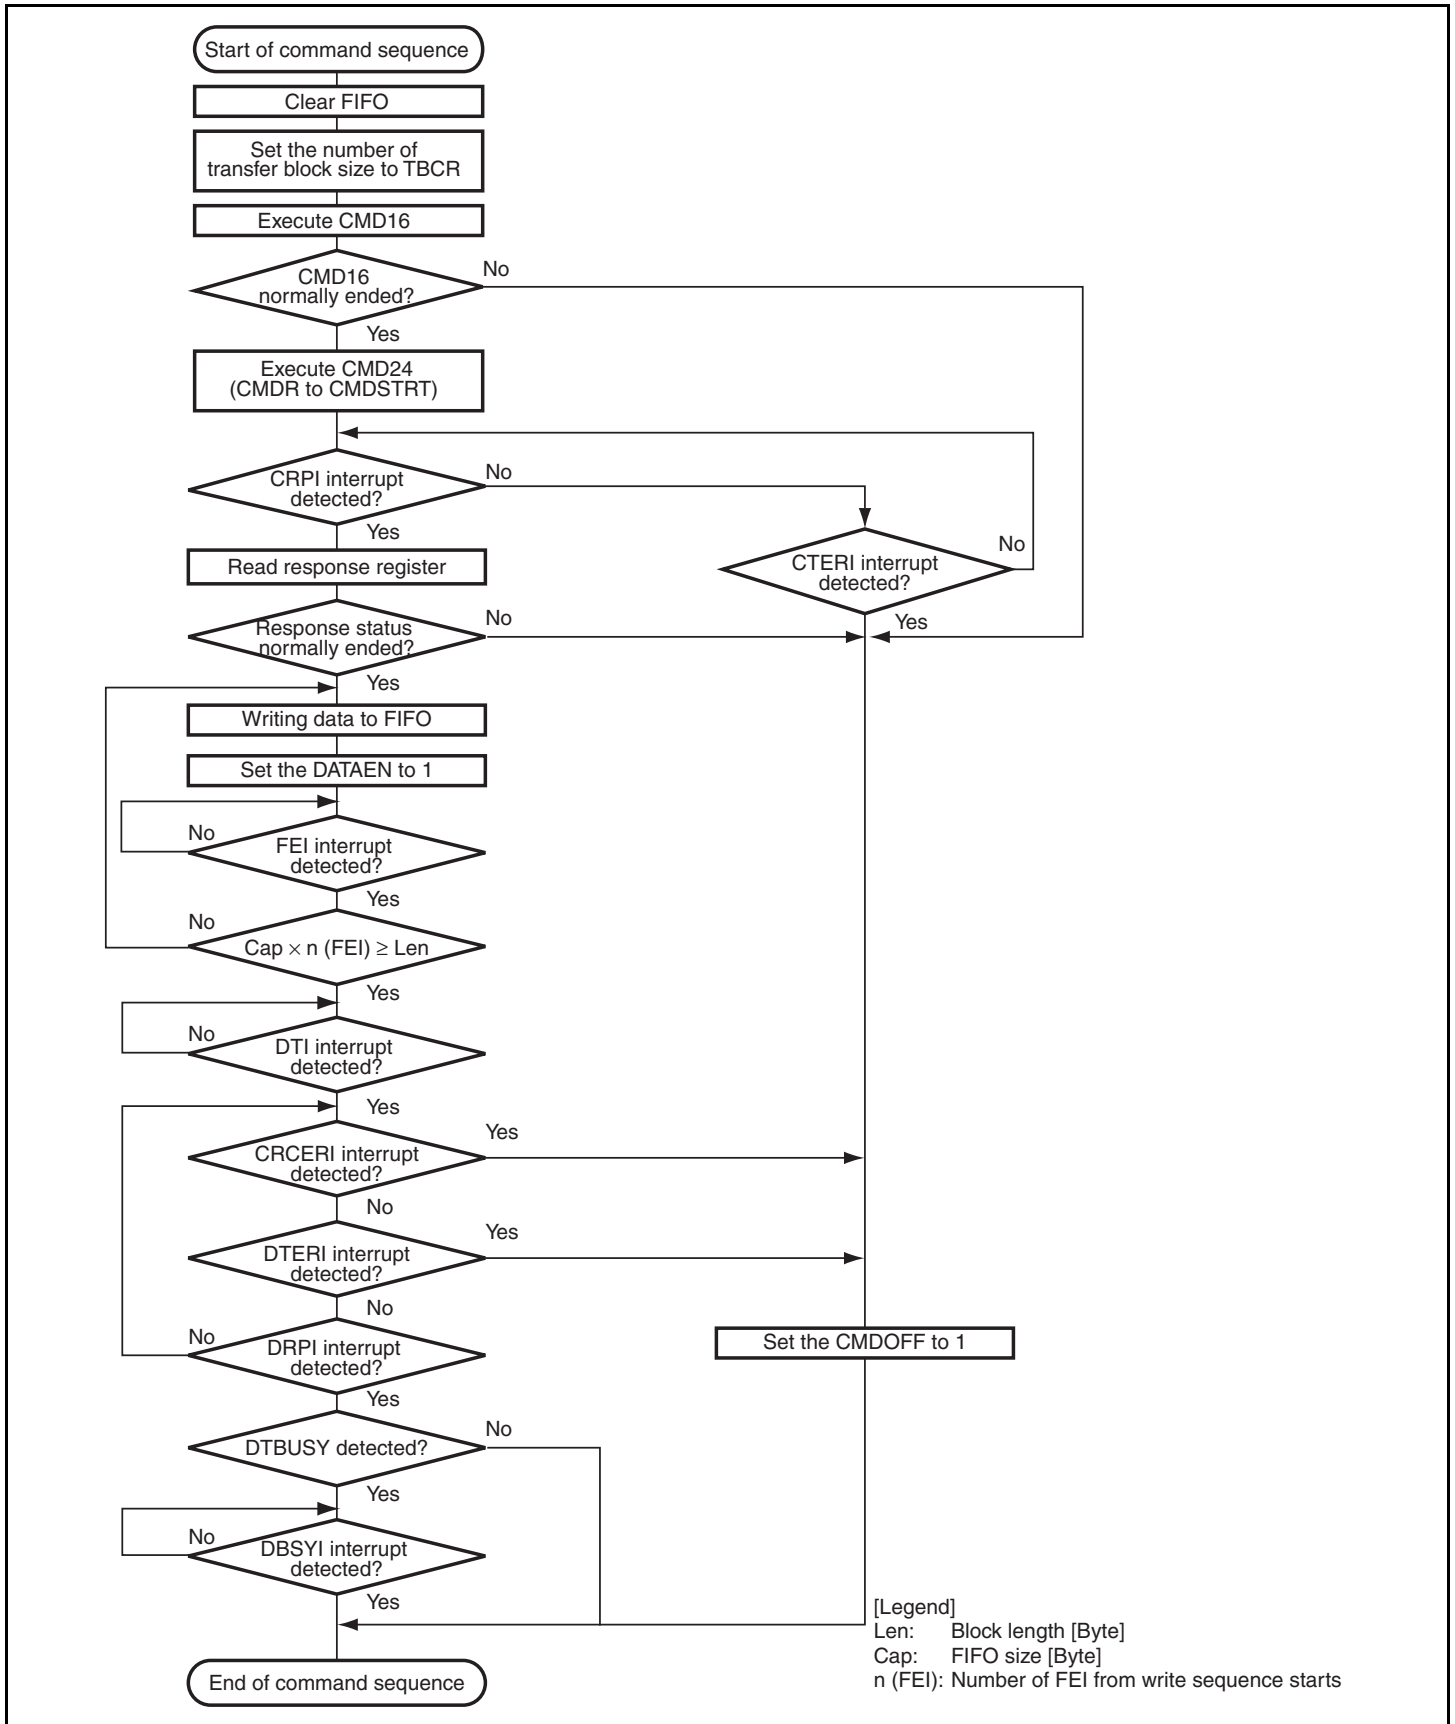 Start of command sequence
Clear FIFO
Set the number of
transfer block size to TBCR
Execute CMD16
CMD16
normally ended?
No
Yes
Execute CMD24
(CMDR to CMDSTRT)
CRPI interrupt
detected?
No
Yes
CTERI interrupt
detected?
No
Yes
Read response register
Response status
normally ended?
No
Yes
Writing data to FIFO
Set the DATAEN to 1
No
FEI interrupt
detected?
Yes
No
Cap × n (FEI) ≥ Len
Yes
No
DTI interrupt
detected?
Yes
CRCERI interrupt
detected?
Yes
No
DTERI interrupt
detected?
Yes
No
No
DRPI interrupt
detected?
Set the CMDOFF to 1
Yes
DTBUSY detected?
No
Yes
No
DBSYI interrupt
detected?
Yes
End of command sequence
[Legend]
Len: Block length [Byte]
Cap: FIFO size [Byte]
n (FEI): Number of FEI from write sequence starts